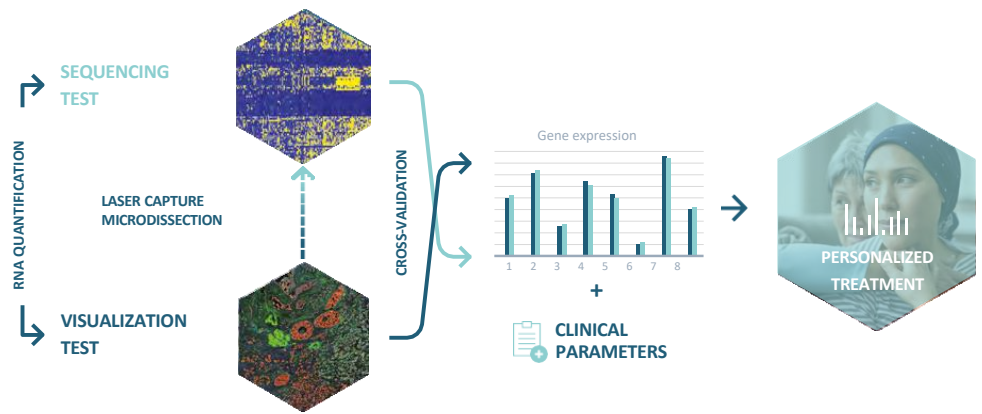 RNA QUANTIFICATION
SEQUENCING
TEST
LASER CAPTURE
MICRODISSECTION
VISUALIZATION
TEST
CROSS-VALIDATION
Gene expression
1 2 3 4 5 6 7 8
+
CLINICAL
PARAMETERS
PERSONALIZED
TREATMENT